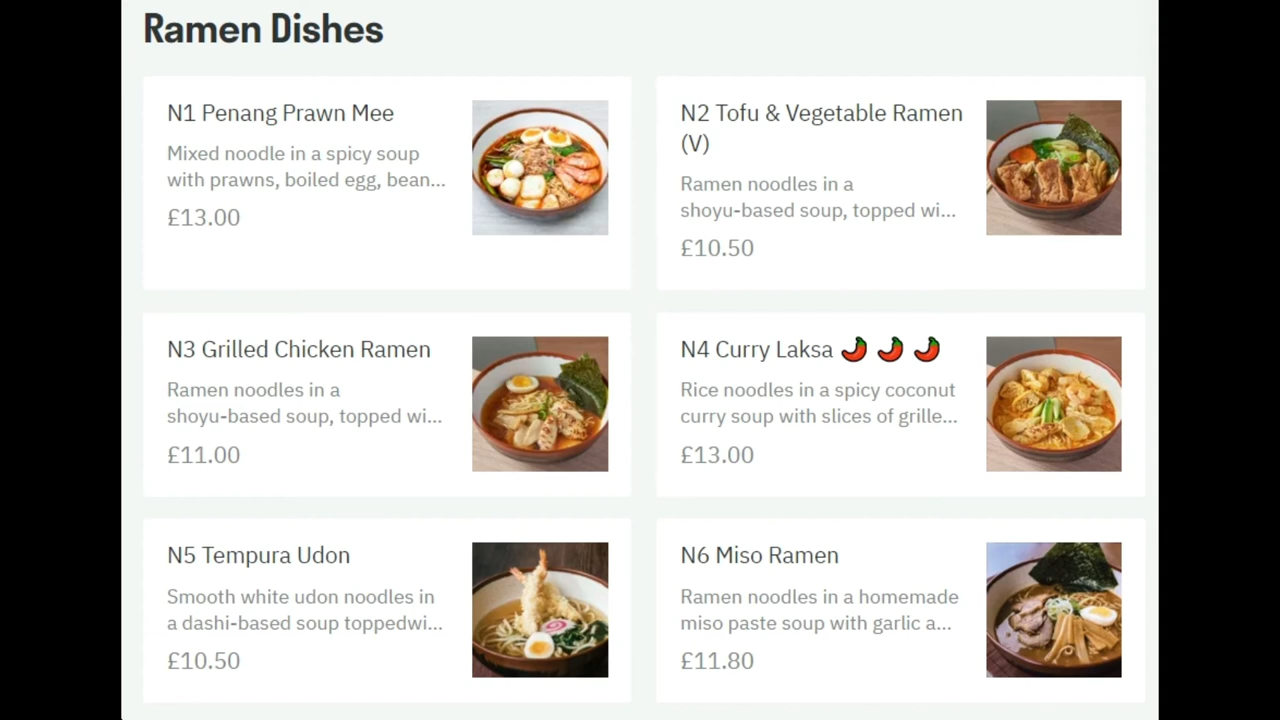 Ramen Dishes
N1 Penang Prawn Mee
Mixed noodle in a spicy soup
with prawns, boiled egg, bean...
£13.00
N2 Tofu & Vegetable Ramen
(V)
Ramen noodles in a
shoyu-based soup, topped wi...
£10.50
N3 Grilled Chicken Ramen
Ramen noodles in a
shoyu-based soup, topped wi...
£11.00
N4 Curry Laksa 🌶 🌶 🌶
Rice noodles in a spicy coconut
curry soup with slices of grille...
£13.00
N5 Tempura Udon
Smooth white udon noodles in
a dashi-based soup toppedwi...
£10.50
N6 Miso Ramen
Ramen noodles in a homemade
miso paste soup with garlic a...
£11.80